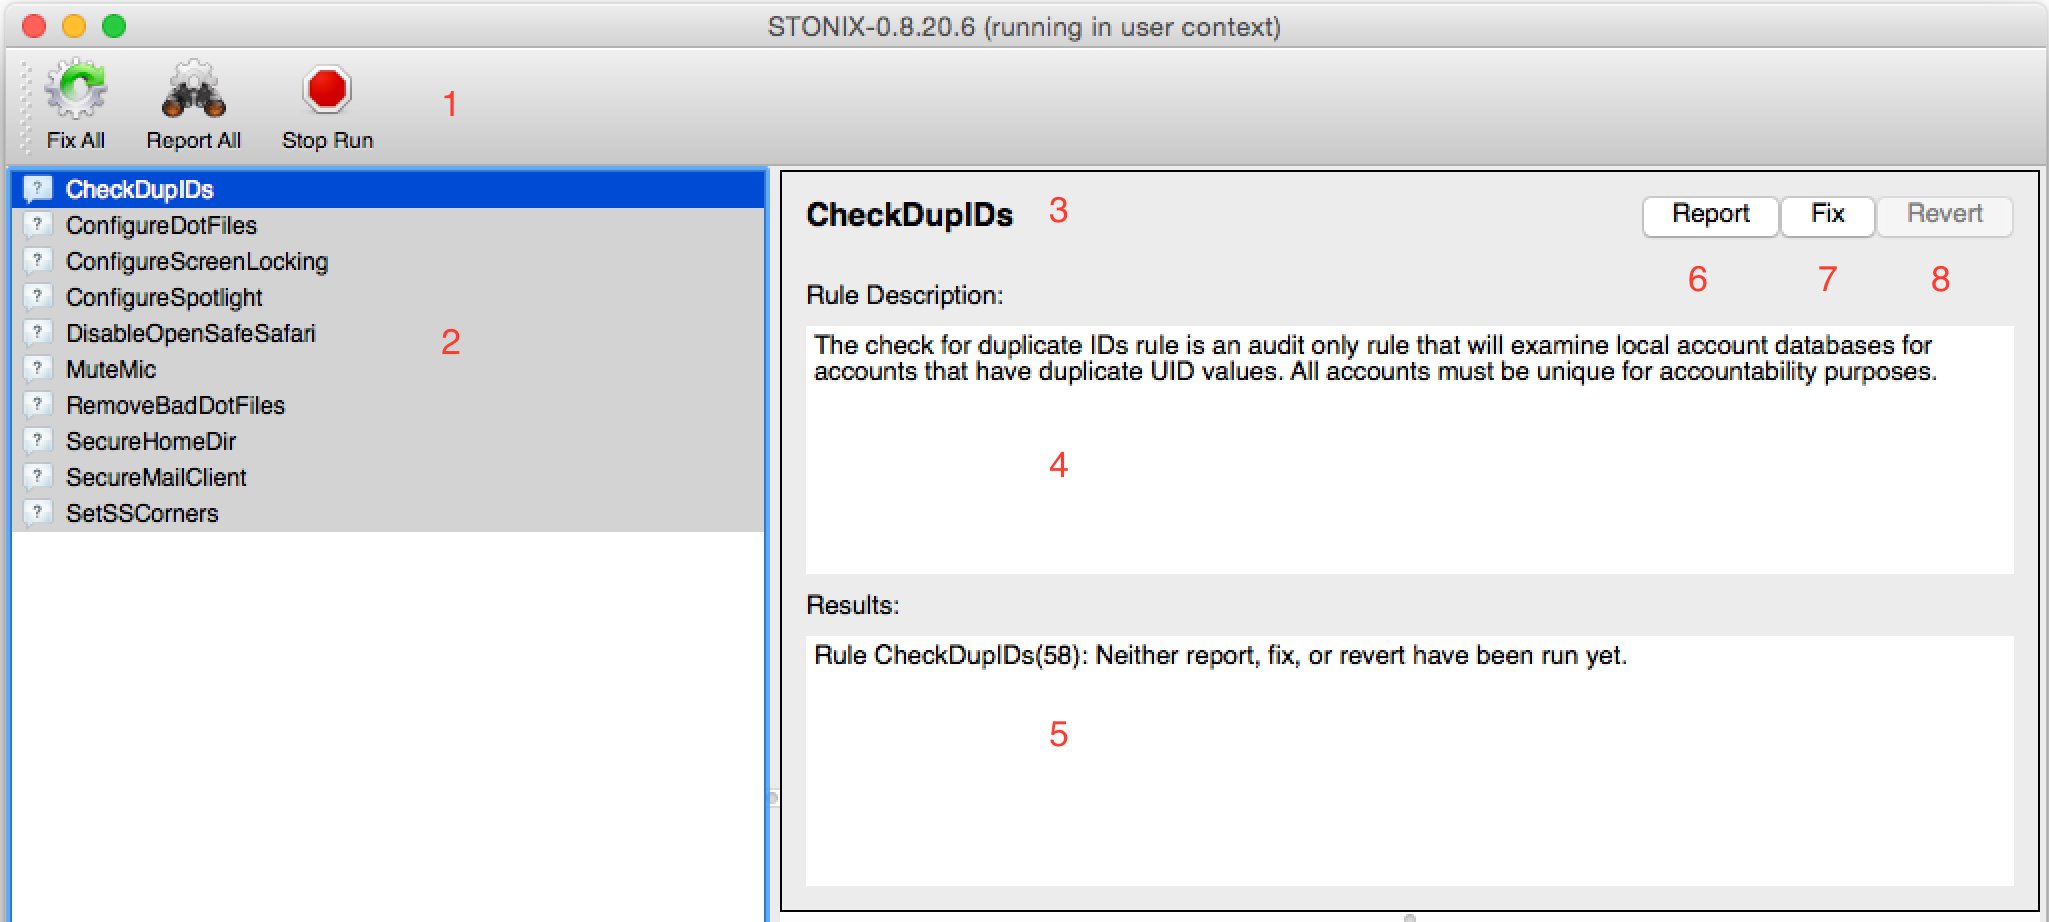 STONIX-0.8.20.6 (running in user context)
Fix All
Report All
Stop Run
1
CheckDupIDs
ConfigureDotFiles
ConfigureScreenLocking
ConfigureSpotlight
DisableOpenSafeSafari
2
MuteMic
RemoveBadDotFiles
SecureHomeDir
SecureMailClient
SetSSCorners
CheckDupIDs
3
Report
Fix
Revert
6
7
8
Rule Description:
The check for duplicate IDs rule is an audit only rule that will examine local account databases for
accounts that have duplicate UID values. All accounts must be unique for accountability purposes.
4
Results:
Rule CheckDupIDs(58): Neither report, fix, or revert have been run yet.
5